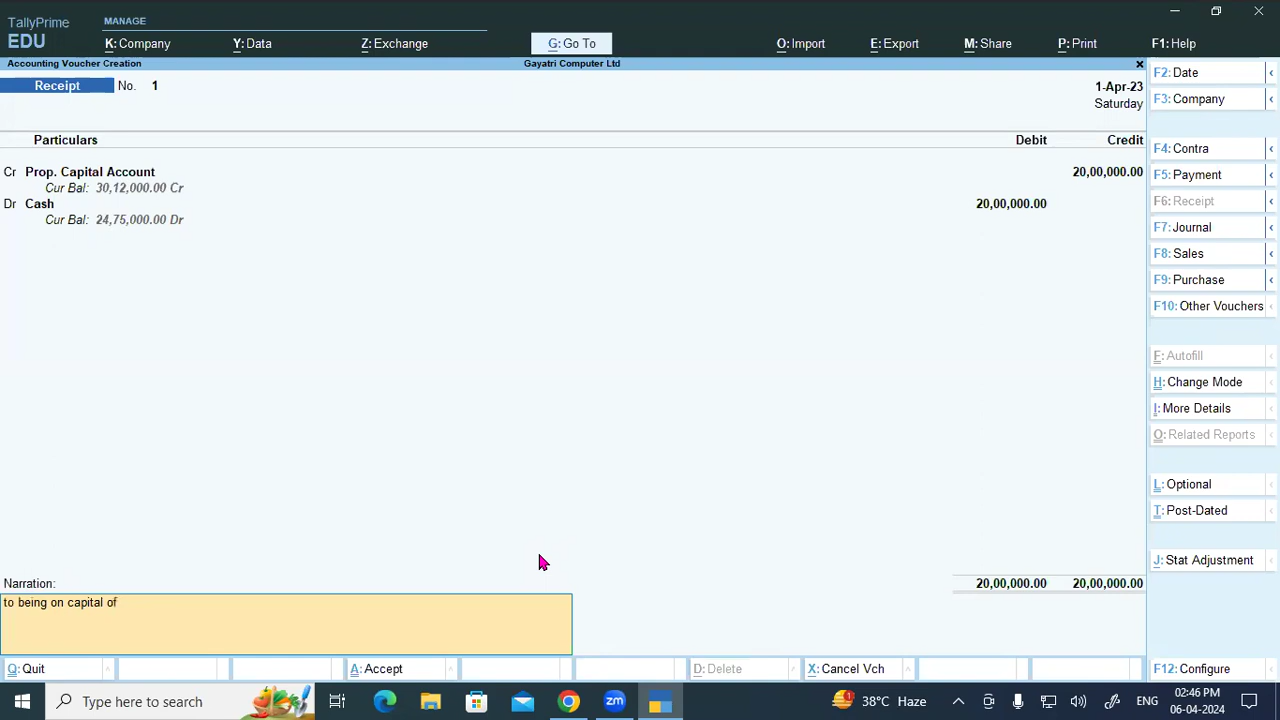 TallyPrime
EDU
MANAGE
K: Company Y: Data Z: Exchange G: Go To O: Import E: Export M: Share P: Print F1: Help
Accounting Voucher Creation Gayatri Computer Ltd ×
Receipt No. 1 1-Apr-23
Saturday
Particulars Debit Credit
Cr Prop. Capital Account 20,00,000.00
Cur Bal: 30,12,000.00 Cr
Dr Cash 20,00,000.00
Cur Bal: 24,75,000.00 Dr
Narration: 20,00,000.00 20,00,000.00
to being on capital of
Q: Quit A: Accept D: Delete X: Cancel Vch F12: Configure
F2: Date
F3: Company
F4: Contra
F5: Payment
F6: Receipt
F7: Journal
F8: Sales
F9: Purchase
F10: Other Vouchers
F: Autofill
H: Change Mode
I: More Details
O: Related Reports
L: Optional
T: Post-Dated
J: Stat Adjustment
Type here to search zm 1 38°C Haze ENG 02:46 PM
06-04-2024